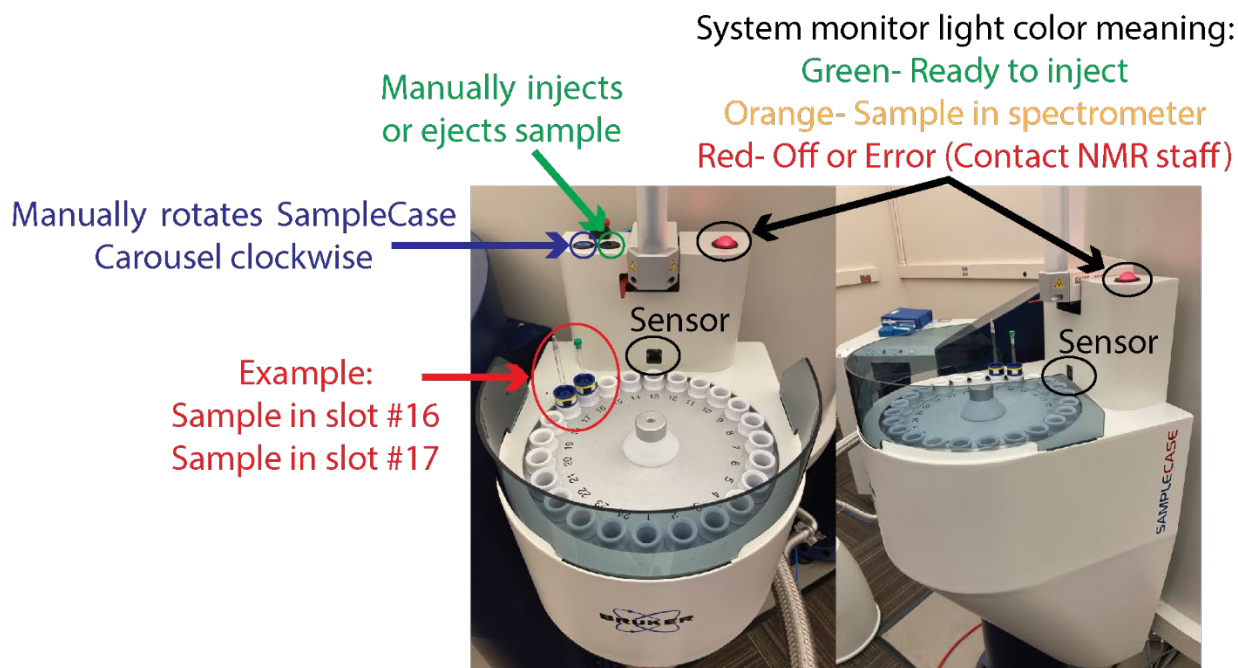 System monitor light color meaning:
Green- Ready to inject
Orange- Sample in spectrometer
Red- Off or Error (Contact NMR staff)
Manually injects
or ejects sample
Manually rotates SampleCase
Carousel clockwise
Sensor
Sensor
Example:
Sample in slot #16
Sample in slot #17
SAMPLECASE
BRUKER